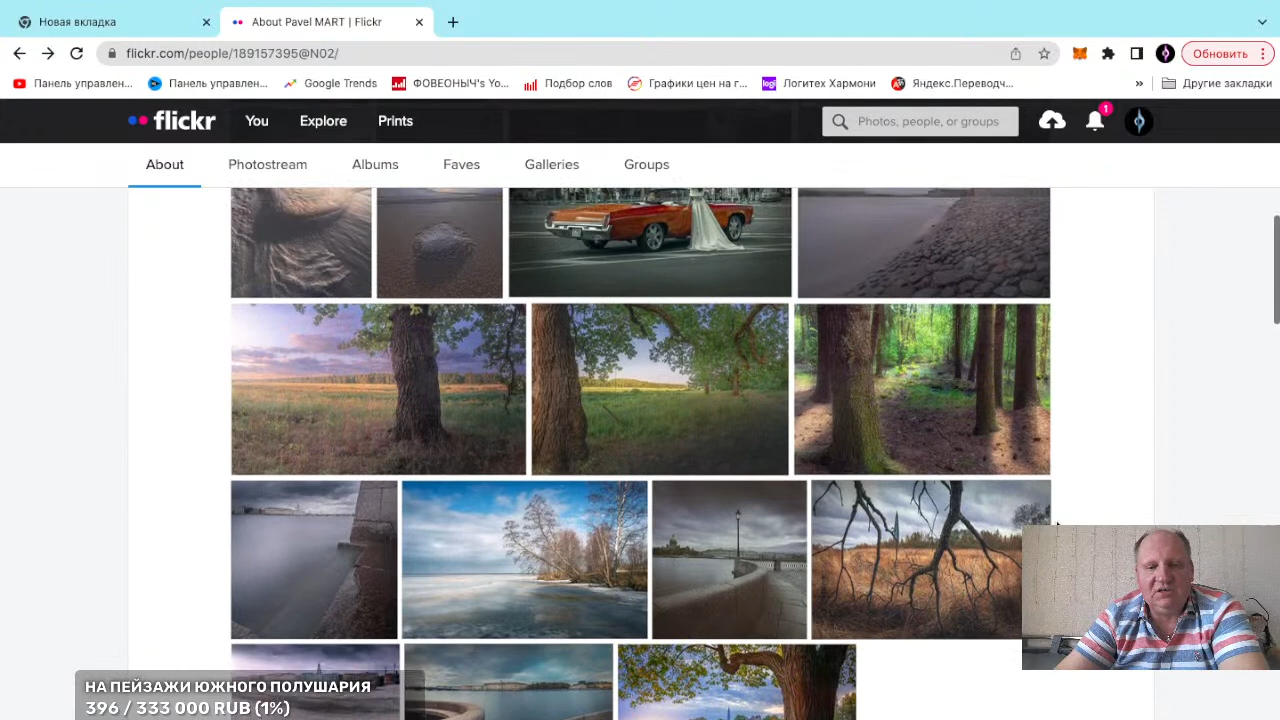 Новая вкладка
About Pavel MART | Flickr
flickr.com/people/189157395@N02/
Обновить
Панель управлен...
Панель управлен...
Google Trends
ФОВЕОНЫЧ's Yo...
Подбор слов
Графики цен на г...
Логитех Хармони
Яндекс.Переводч...
»
Другие закладки
flickr
You
Explore
Prints
Photos, people, or groups
1
About
Photostream
Albums
Faves
Galleries
Groups
НА ПЕЙЗАЖИ ЮЖНОГО ПОЛУШАРИЯ
396 / 333 000 RUB (1%)